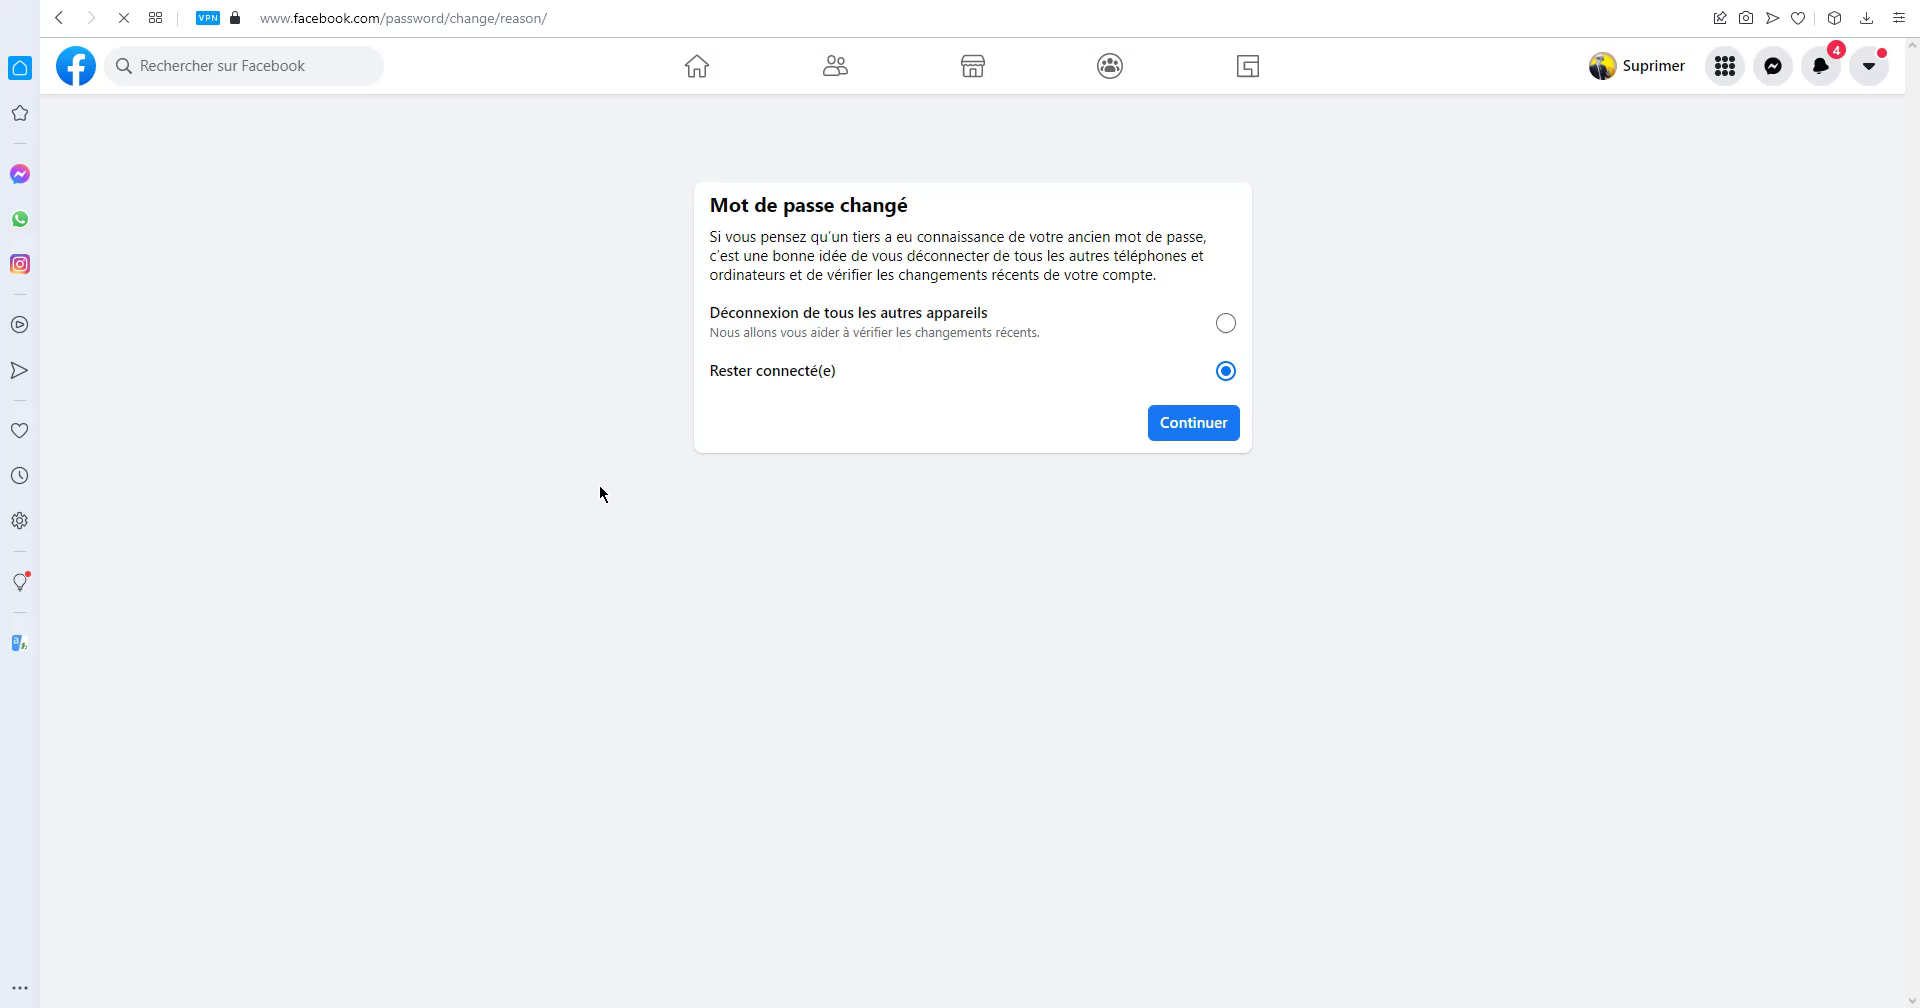 VPN
www.facebook.com/password/change/reason/
Rechercher sur Facebook
Suprimer
4
Mot de passe changé
Si vous pensez qu'un tiers a eu connaissance de votre ancien mot de passe,
c'est une bonne idée de vous déconnecter de tous les autres téléphones et
ordinateurs et de vérifier les changements récents de votre compte.
Déconnexion de tous les autres appareils
Nous allons vous aider à vérifier les changements récents.
Rester connecté(e)
Continuer